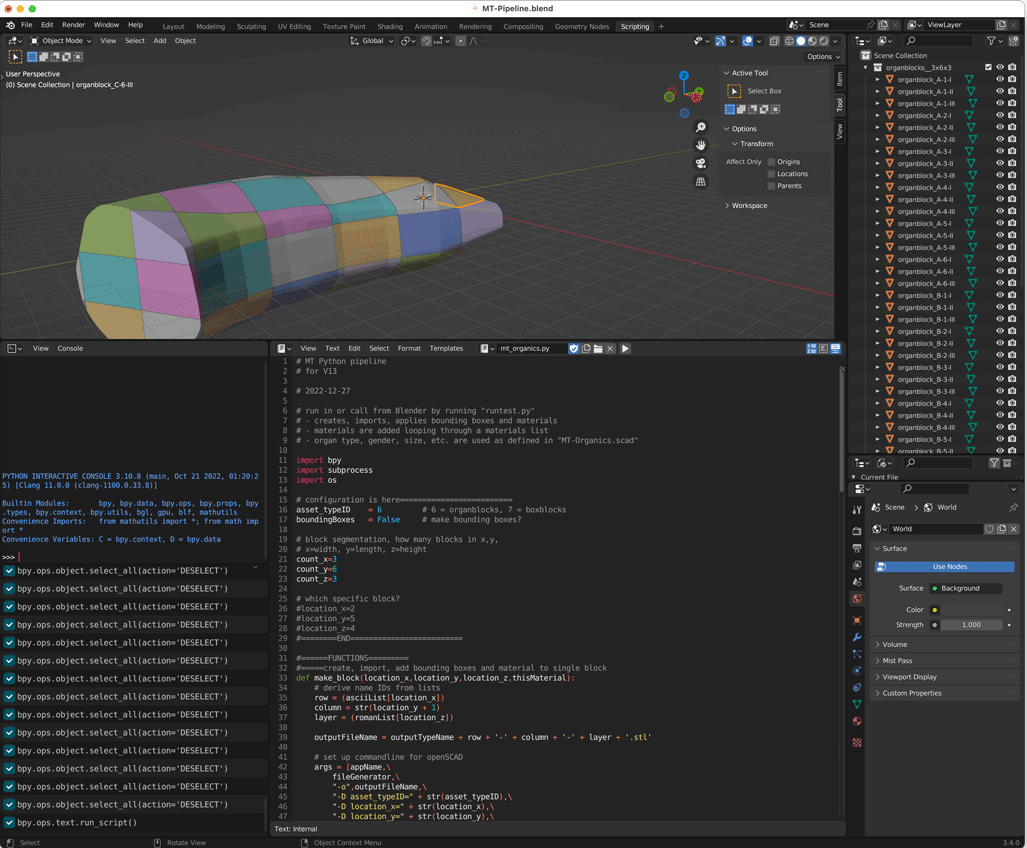 MT-Pipeline.blend
File Edit Render Window Help Layout Modeling Sculpting UV Editing Texture Paint Shading Animation Rendering Compositing Geometry Nodes Scripting + Scene ViewLayer
Object Mode View Select Add Object Global
Options
User Perspective
(0) Scene Collection | organblock_C-6-III
Z
Active Tool
Select Box
Options
Transform
Affect Only Origins
Locations
Parents
Workspace
Item
Tool
View
Scene Collection
organblocks__3x6x3
organblock_A-1-I
organblock_A-1-II
organblock_A-1-III
organblock_A-2-I
organblock_A-2-II
organblock_A-2-III
organblock_A-3-I
organblock_A-3-II
organblock_A-3-III
organblock_A-4-I
organblock_A-4-II
organblock_A-4-III
organblock_A-5-I
organblock_A-5-II
organblock_A-5-III
organblock_A-6-I
organblock_A-6-II
organblock_A-6-III
organblock_B-1-I
organblock_B-1-II
organblock_B-1-III
organblock_B-2-I
organblock_B-2-II
organblock_B-2-III
organblock_B-3-I
organblock_B-3-II
organblock_B-3-III
organblock_B-4-I
organblock_B-4-II
organblock_B-4-III
organblock_B-5-I
organblock_B-5-II
View Console
PYTHON INTERACTIVE CONSOLE 3.10.8 (main, Oct 21 2022, 01:20:2
5) [Clang 11.0.0 (clang-1100.0.33.8)]
Builtin Modules: bpy, bpy.data, bpy.ops, bpy.props, bpy
.types, bpy.context, bpy.utils, bgl, gpu, blf, mathutils
Convenience Imports: from mathutils import *; from math imp
ort *
Convenience Variables: C = bpy.context, D = bpy.data
>>>
bpy.ops.object.select_all(action='DESELECT')
bpy.ops.object.select_all(action='DESELECT')
bpy.ops.object.select_all(action='DESELECT')
bpy.ops.object.select_all(action='DESELECT')
bpy.ops.object.select_all(action='DESELECT')
bpy.ops.object.select_all(action='DESELECT')
bpy.ops.object.select_all(action='DESELECT')
bpy.ops.object.select_all(action='DESELECT')
bpy.ops.object.select_all(action='DESELECT')
bpy.ops.object.select_all(action='DESELECT')
bpy.ops.object.select_all(action='DESELECT')
bpy.ops.object.select_all(action='DESELECT')
bpy.ops.object.select_all(action='DESELECT')
bpy.ops.object.select_all(action='DESELECT')
bpy.ops.text.run_script()
View Text Edit Select Format Templates mt_organics.py
1 # MT Python pipeline
2 # for V13
3
4 # 2022-12-27
5
6 # run in or call from Blender by running "runtest.py"
7 # - creates, imports, applies bounding boxes and materials
8 # - materials are added looping through a materials list
9 # - organ type, gender, size, etc. are used as defined in "MT-Organics.scad"
10
11 import bpy
12 import subprocess
13 import os
14
15 # configuration is here=========================
16 asset_typeID = 6 # 6 = organblocks, 7 = boxblocks
17 boundingBoxes = False # make bounding boxes?
18
19 # block segmentation, how many blocks in x,y,
20 # x=width, y=length, z=height
21 count_x=3
22 count_y=6
23 count_z=3
24
25 # which specific block?
26 #location_x=2
27 #location_y=5
28 #location_z=4
29 #========END=========================
30
31 #======FUNCTIONS=========
32 #=====create, import, add bounding boxes and material to single block
33 def make_block(location_x,location_y,location_z,thisMaterial):
34 # derive name IDs from lists
35 row = (asciiList[location_x])
36 column = str(location_y + 1)
37 layer = (romanList[location_z])
38
39 outputFileName = outputTypeName + row + '-' + column + '-' + layer + '.stl'
40
41 # set up commandline for openSCAD
42 args = [appName,\
43 fileGenerator,\
44 "-o",outputFileName,\
45 "-D asset_typeID=" + str(asset_typeID),\
46 "-D location_x=" + str(location_x),\
47 "-D location_y=" + str(location_y),\
Text: Internal
Current File
Scene World
World
Surface
Use Nodes
Surface Background
Color
Strength 1.000
Volume
Mist Pass
Viewport Display
Custom Properties
Select Rotate View Object Context Menu 3.4.0